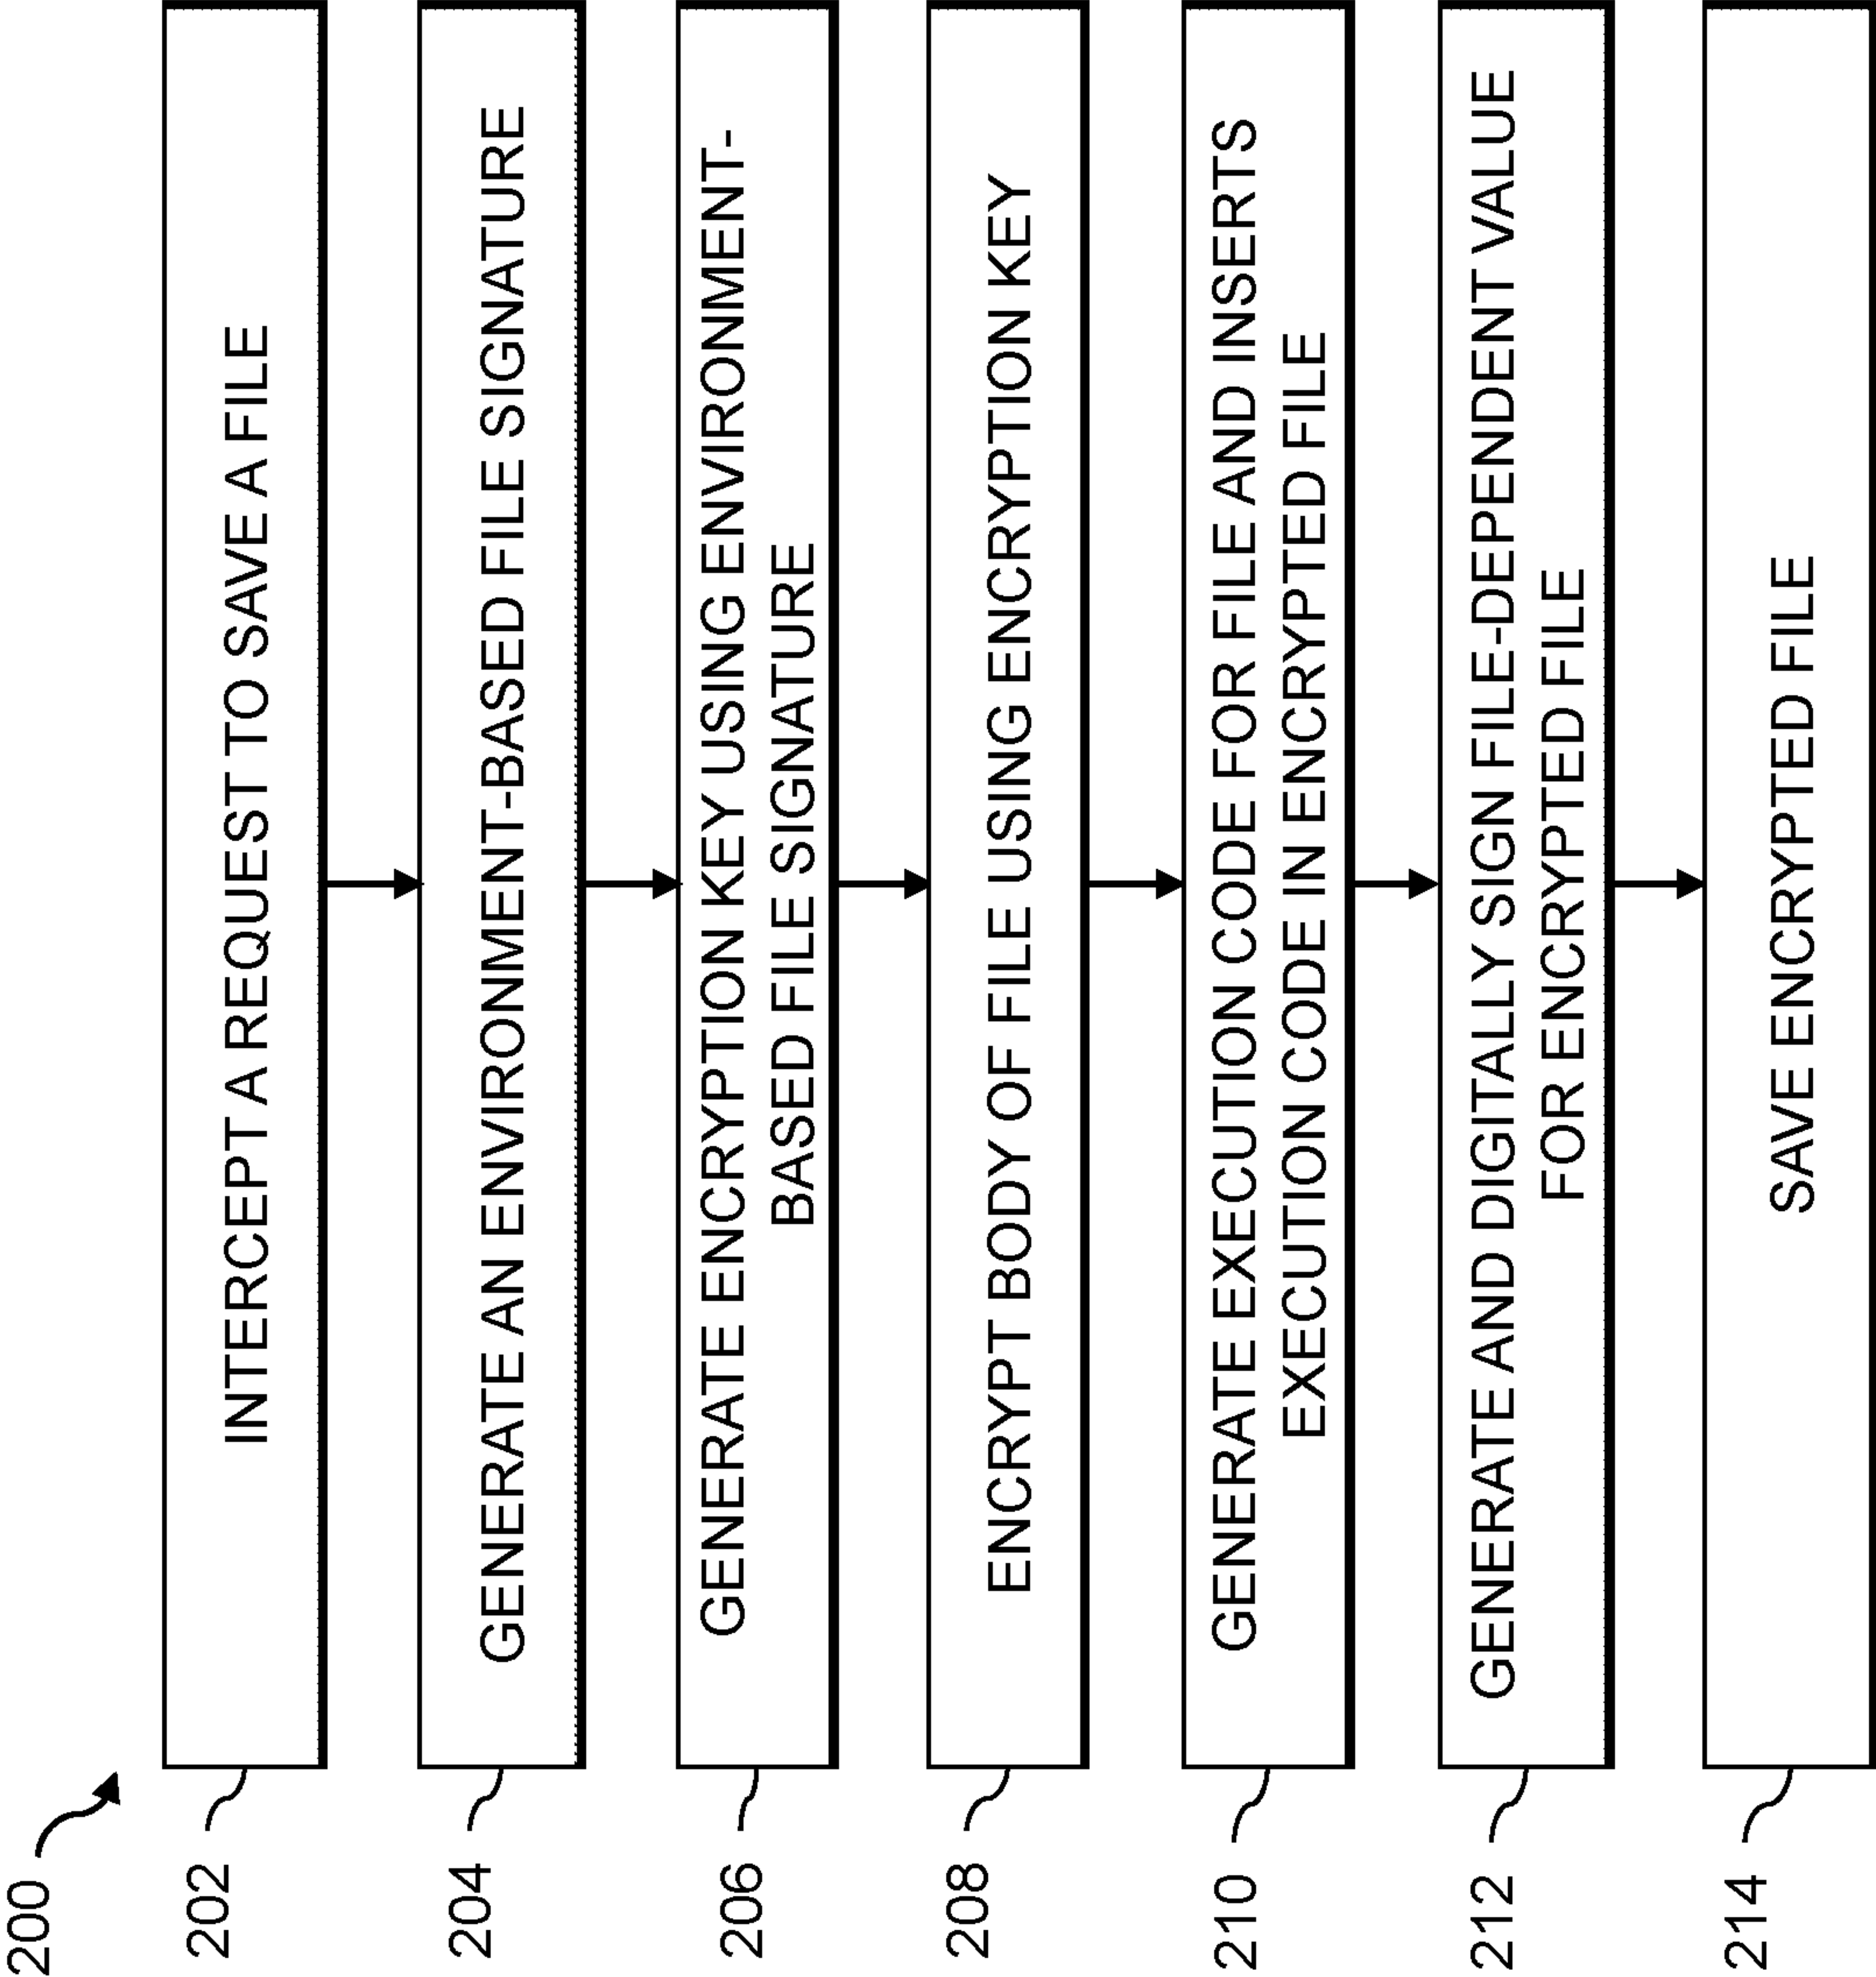 200
202
INTERCEPT A REQUEST TO SAVE A FILE
204
GENERATE AN ENVIRONMENT-BASED FILE SIGNATURE
206
GENERATE ENCRYPTION KEY USING ENVIRONMENT-
BASED FILE SIGNATURE
208
ENCRYPT BODY OF FILE USING ENCRYPTION KEY
210
GENERATE EXECUTION CODE FOR FILE AND INSERTS
EXECUTION CODE IN ENCRYPTED FILE
212
GENERATE AND DIGITALLY SIGN FILE-DEPENDENT VALUE
FOR ENCRYPTED FILE
214
SAVE ENCRYPTED FILE